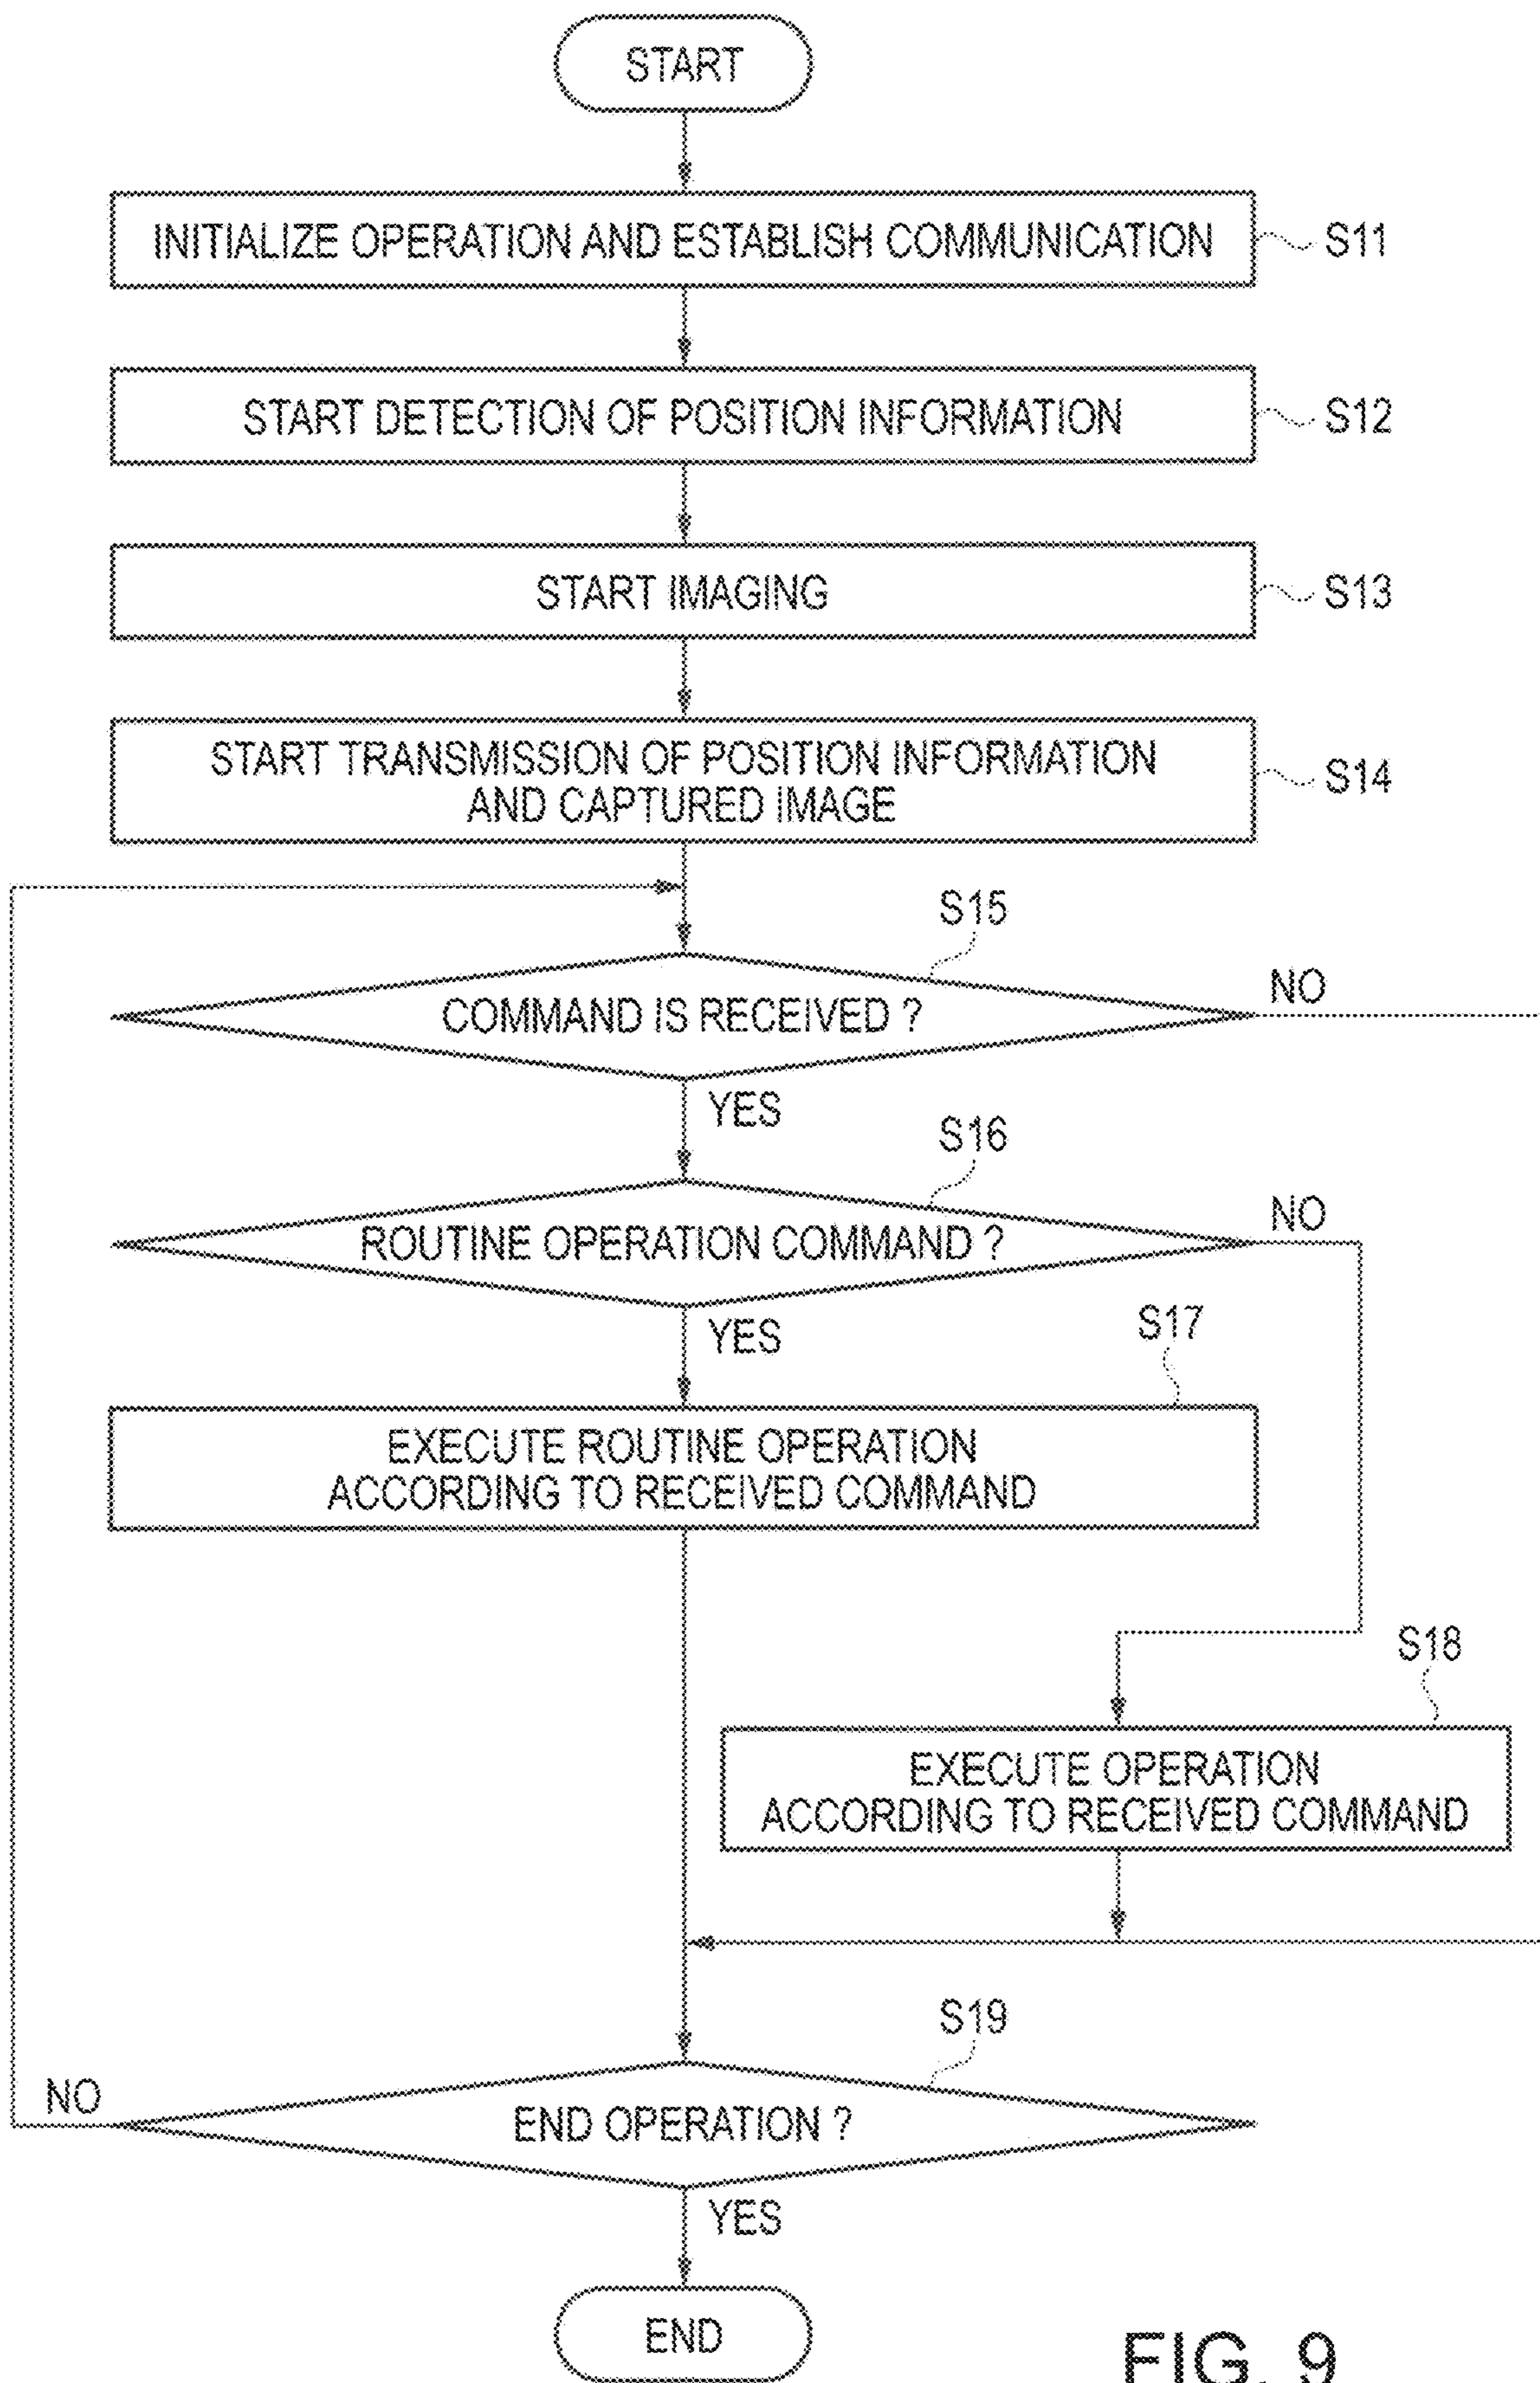 START
INITIALIZE OPERATION AND ESTABLISH COMMUNICATION
S11
START DETECTION OF POSITION INFORMATION
S12
START IMAGING
S13
START TRANSMISSION OF POSITION INFORMATION
AND CAPTURED IMAGE
S14
S15
COMMAND IS RECEIVED ?
NO
YES
S16
ROUTINE OPERATION COMMAND ?
NO
YES
S17
EXECUTE ROUTINE OPERATION
ACCORDING TO RECEIVED COMMAND
S18
EXECUTE OPERATION
ACCORDING TO RECEIVED COMMAND
S19
NO
END OPERATION ?
YES
END
FIG. 9